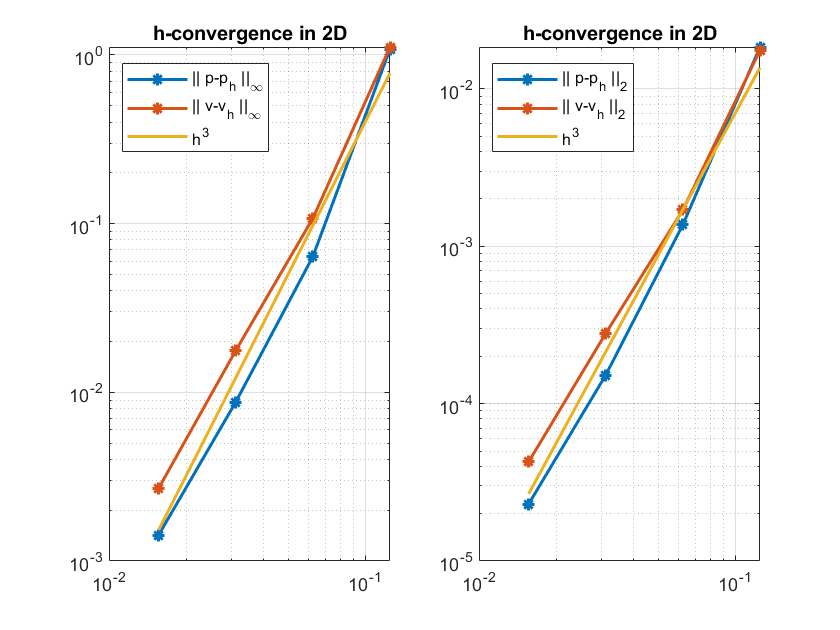 h-convergence in 2D
|| p-p_h ||_∞
|| v-v_h ||_∞
h^3
10^0
10^-1
10^-2
10^-3
10^-2
10^-1
h-convergence in 2D
|| p-p_h ||_2
|| v-v_h ||_2
h^3
10^-2
10^-3
10^-4
10^-5
10^-2
10^-1